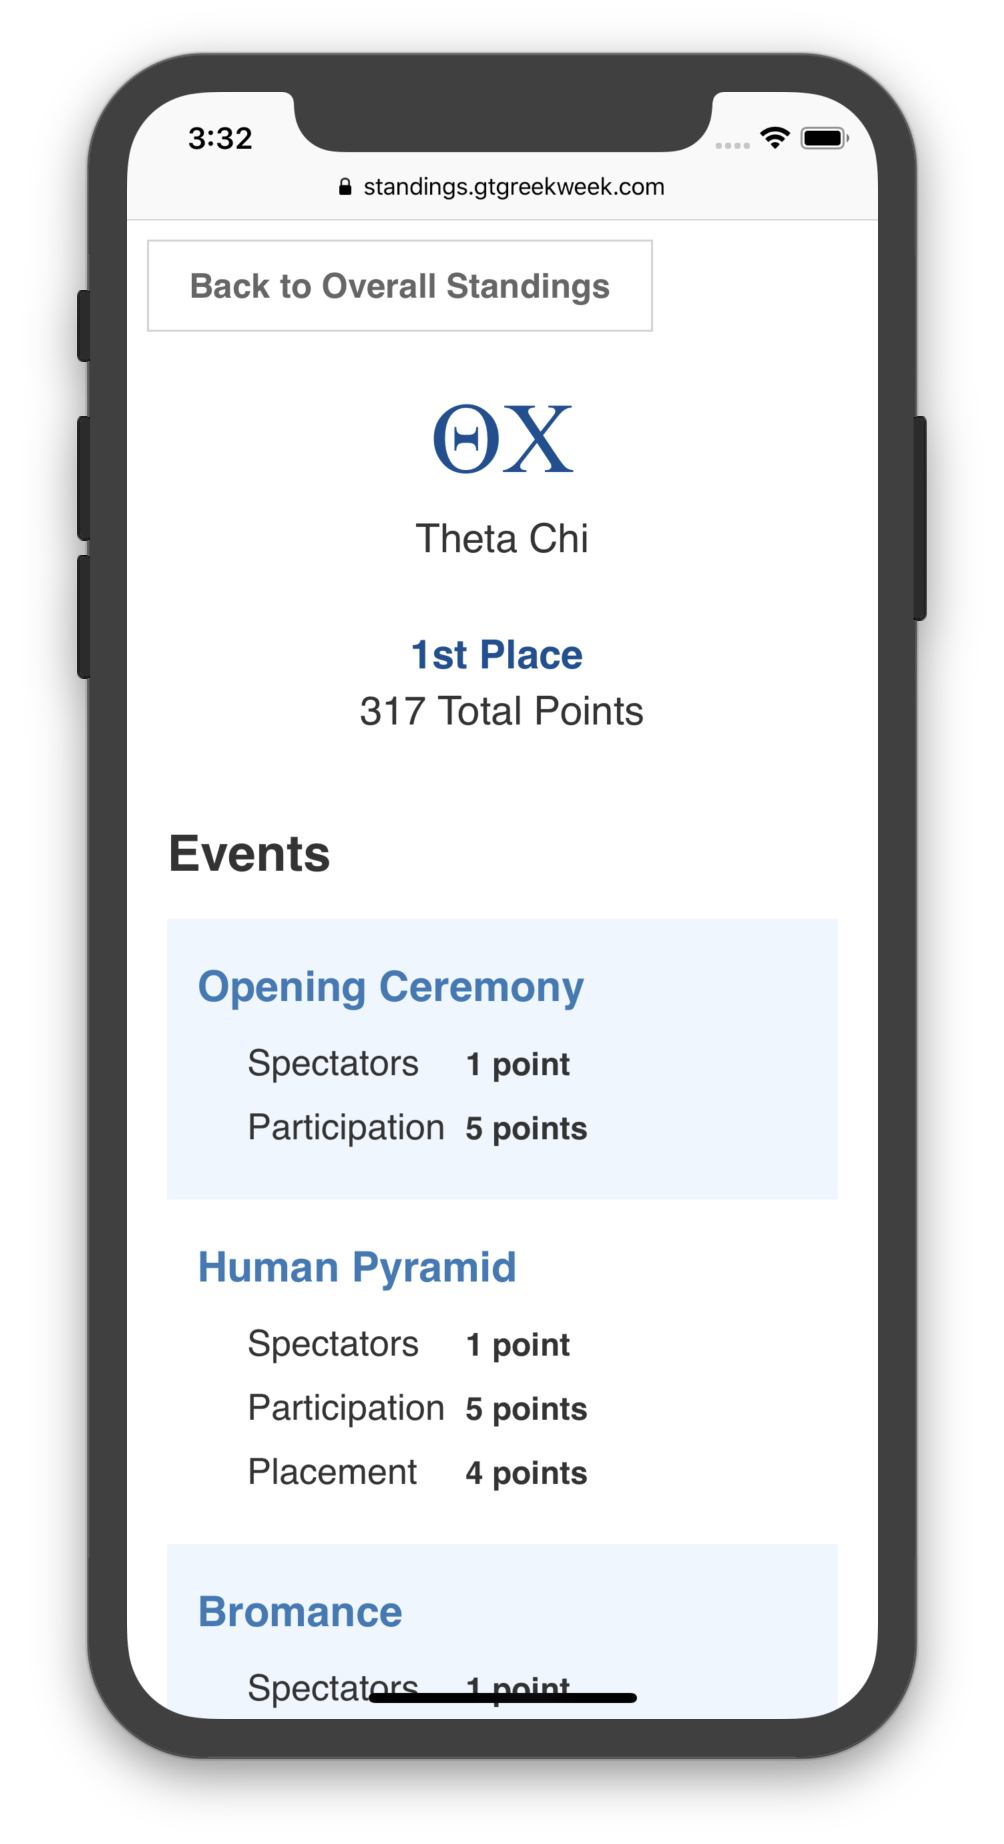 3:32
standings.gtgreekweek.com
Back to Overall Standings
ΘΧ
Theta Chi
1st Place
317 Total Points
Events
Opening Ceremony
Spectators 1 point
Participation 5 points
Human Pyramid
Spectators 1 point
Participation 5 points
Placement 4 points
Bromance
Spectators 1 point